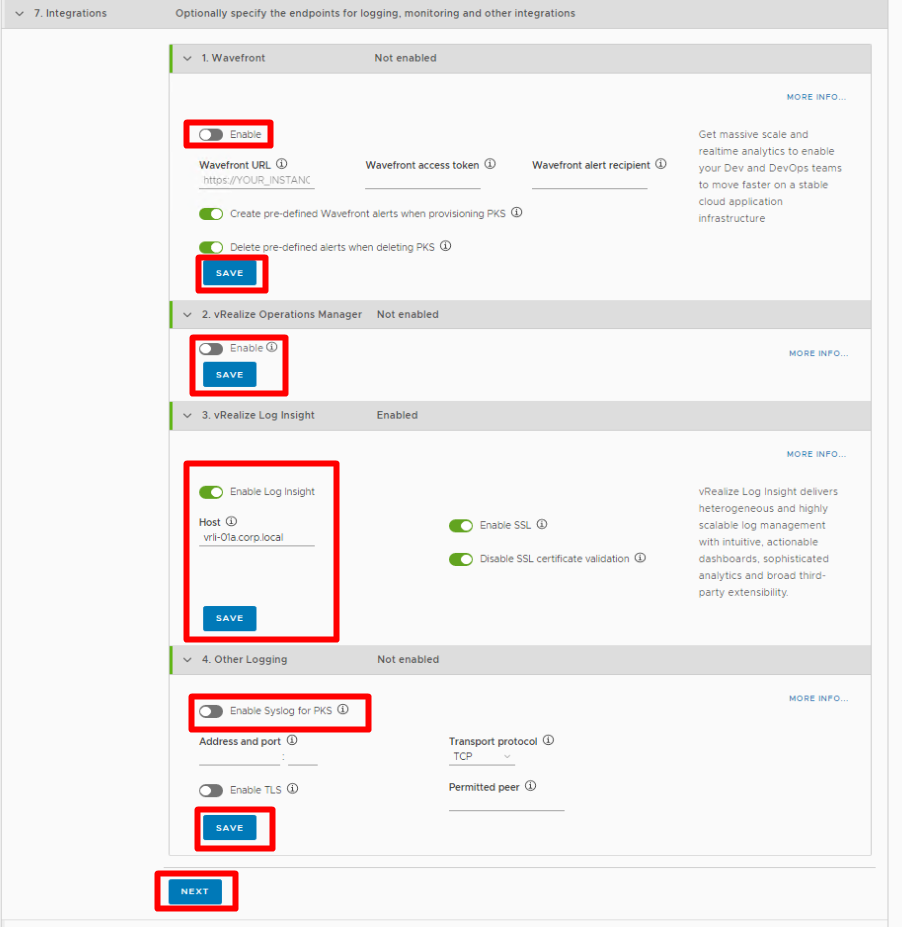 7. Integrations Optionally specify the endpoints for logging, monitoring and other integrations
1. Wavefront Not enabled
MORE INFO...
Enable
Get massive scale and
realtime analytics to enable
your Dev and DevOps teams
to move faster on a stable
cloud application
infrastructure
Wavefront URL Wavefront access token Wavefront alert recipient
https://YOUR_INSTANC
Create pre-defined Wavefront alerts when provisioning PKS
Delete pre-defined alerts when deleting PKS
SAVE
2. vRealize Operations Manager Not enabled
Enable
MORE INFO...
SAVE
3. vRealize Log Insight Enabled
MORE INFO...
Enable Log Insight
Host
vrli-01a.corp.local
Enable SSL
Disable SSL certificate validation
vRealize Log Insight delivers
heterogeneous and highly
scalable log management
with intuitive, actionable
dashboards, sophisticated
analytics and broad third-
party extensibility.
SAVE
4. Other Logging Not enabled
MORE INFO...
Enable Syslog for PKS
Address and port Transport protocol
: TCP
Enable TLS Permitted peer
SAVE
NEXT